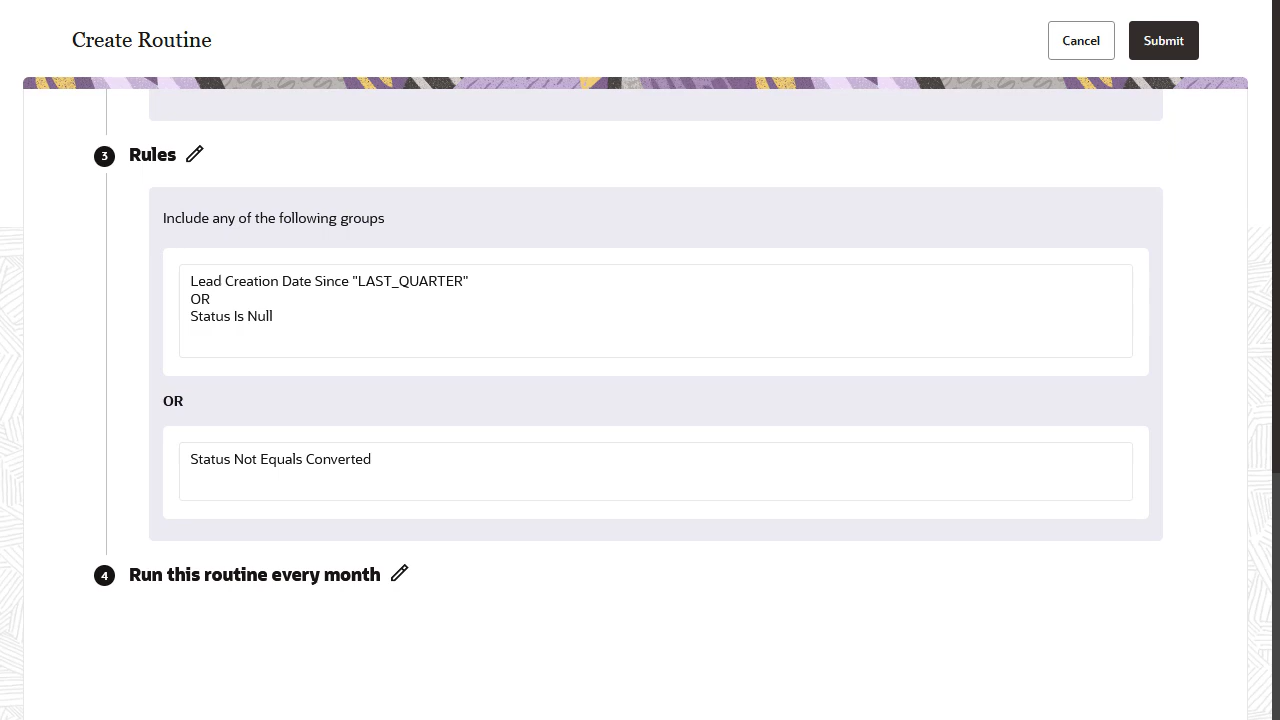 Create Routine
Cancel
Submit
3 Rules
Include any of the following groups
Lead Creation Date Since "LAST_QUARTER"
OR
Status Is Null
OR
Status Not Equals Converted
4 Run this routine every month